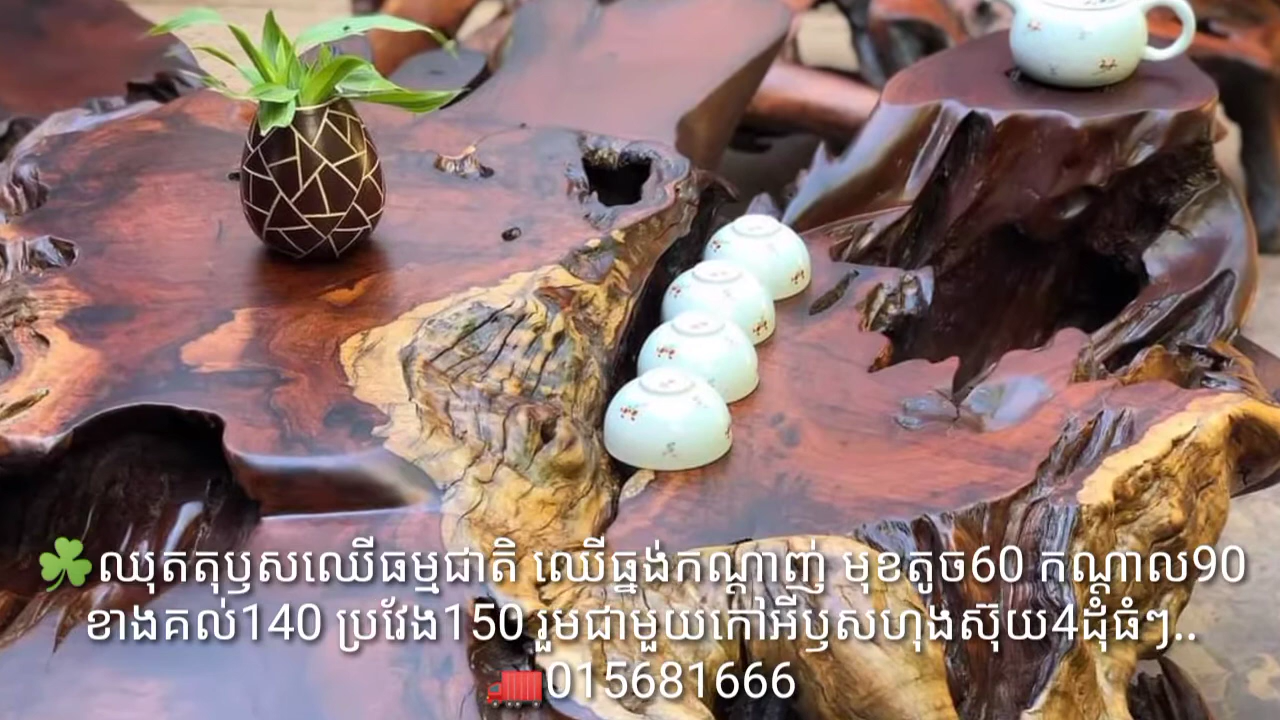 ☘️ឈុតតុឫសឈើធម្មជាតិ ឈើធ្នង់កណ្ដាញ់ មុខតូច60 កណ្ដាល90
ខាងគល់140 ប្រវែង150 រួមជាមួយកៅអីឫសហុងស៊ុយ4ដុំធំៗ..
🚛015681666